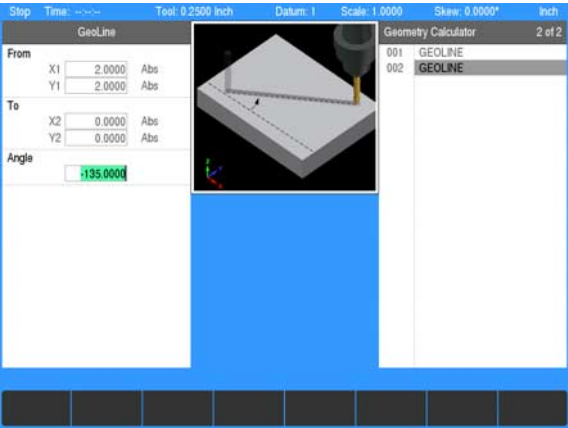 Stop Time: --:--:-- Tool: 0.2500 Inch Datum: 1 Scale: 1.0000 Skew: 0.0000° Inch
GeoLine
From
X1 2.0000 Abs
Y1 2.0000 Abs
To
X2 0.0000 Abs
Y2 0.0000 Abs
Angle
-135.0000
Geometry Calculator 2 of 2
001 GEOLINE
002 GEOLINE